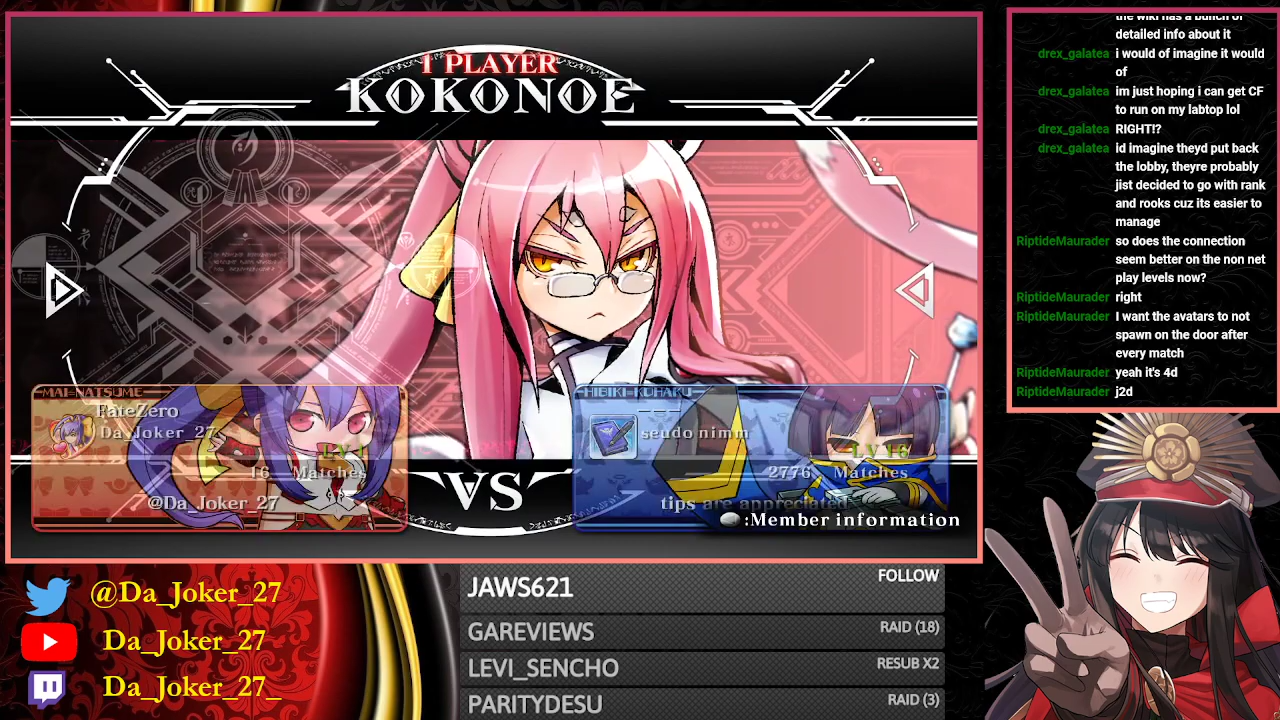 1 PLAYER
KOKONOE
MAI=NATSUME
FateZero
Da_Joker_27
16 Matches
@Da_Joker_27
VS
HIBIKI=KOHAKU
seudo nimm
LV16
2776 Matches
tips are appreciated
:Member information
@Da_Joker_27
Da_Joker_27
Da_Joker_27_
JAWS621 FOLLOW
GAREVIEWS RAID (18)
LEVI_SENCHO RESUB X2
PARITYDESU RAID (3)
the wiki has a bunch of
detailed info about it
drex_galatea i would of imagine it would
of
drex_galatea im just hoping i can get CF
to run on my labtop lol
drex_galatea RIGHT!?
drex_galatea id imagine theyd put back
the lobby, theyre probably
jist decided to go with rank
and rooks cuz its easier to
manage
RiptideMaurader so does the connection
seem better on the non net
play levels now?
RiptideMaurader right
RiptideMaurader I want the avatars to not
spawn on the door after
every match
RiptideMaurader yeah it's 4d
RiptideMaurader j2d